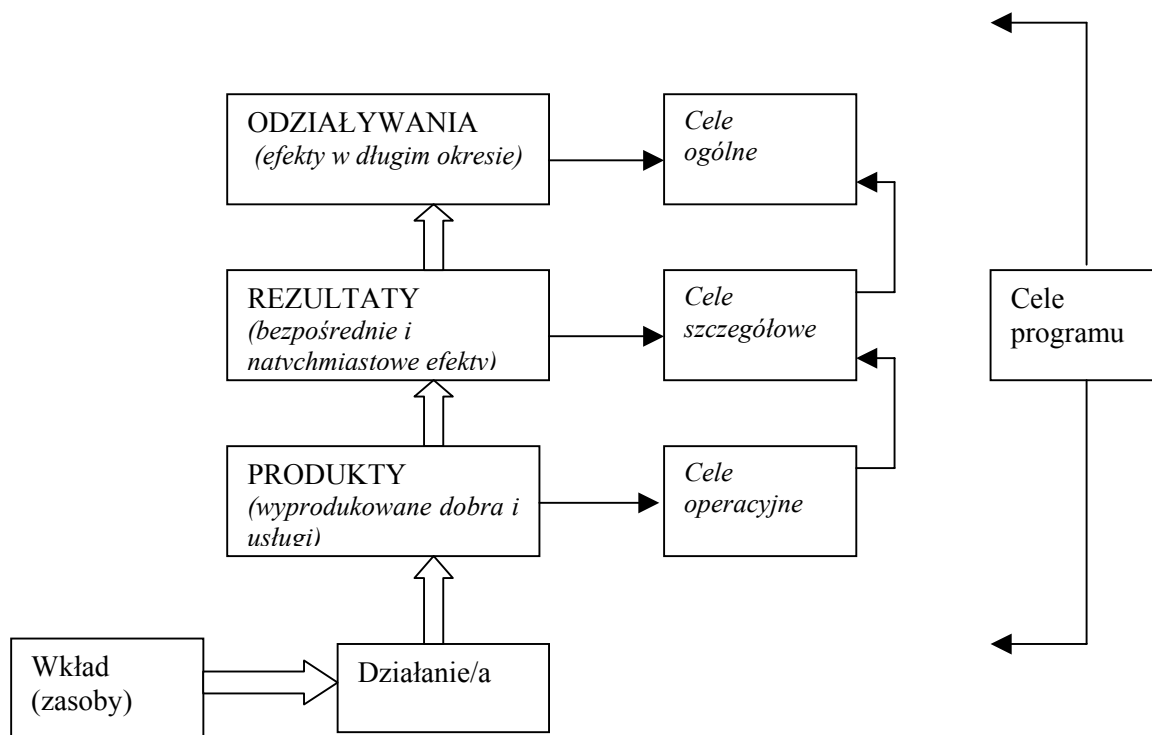 ODZIAŁYWANIA
(efekty w długim okresie)
Cele
ogólne
REZULTATY
(bezpośrednie i
natychmiastowe efekty)
Cele
szczegółowe
Cele
programu
PRODUKTY
(wyprodukowane dobra i
usługi)
Cele
operacyjne
Wkład
(zasoby)
Działanie/a